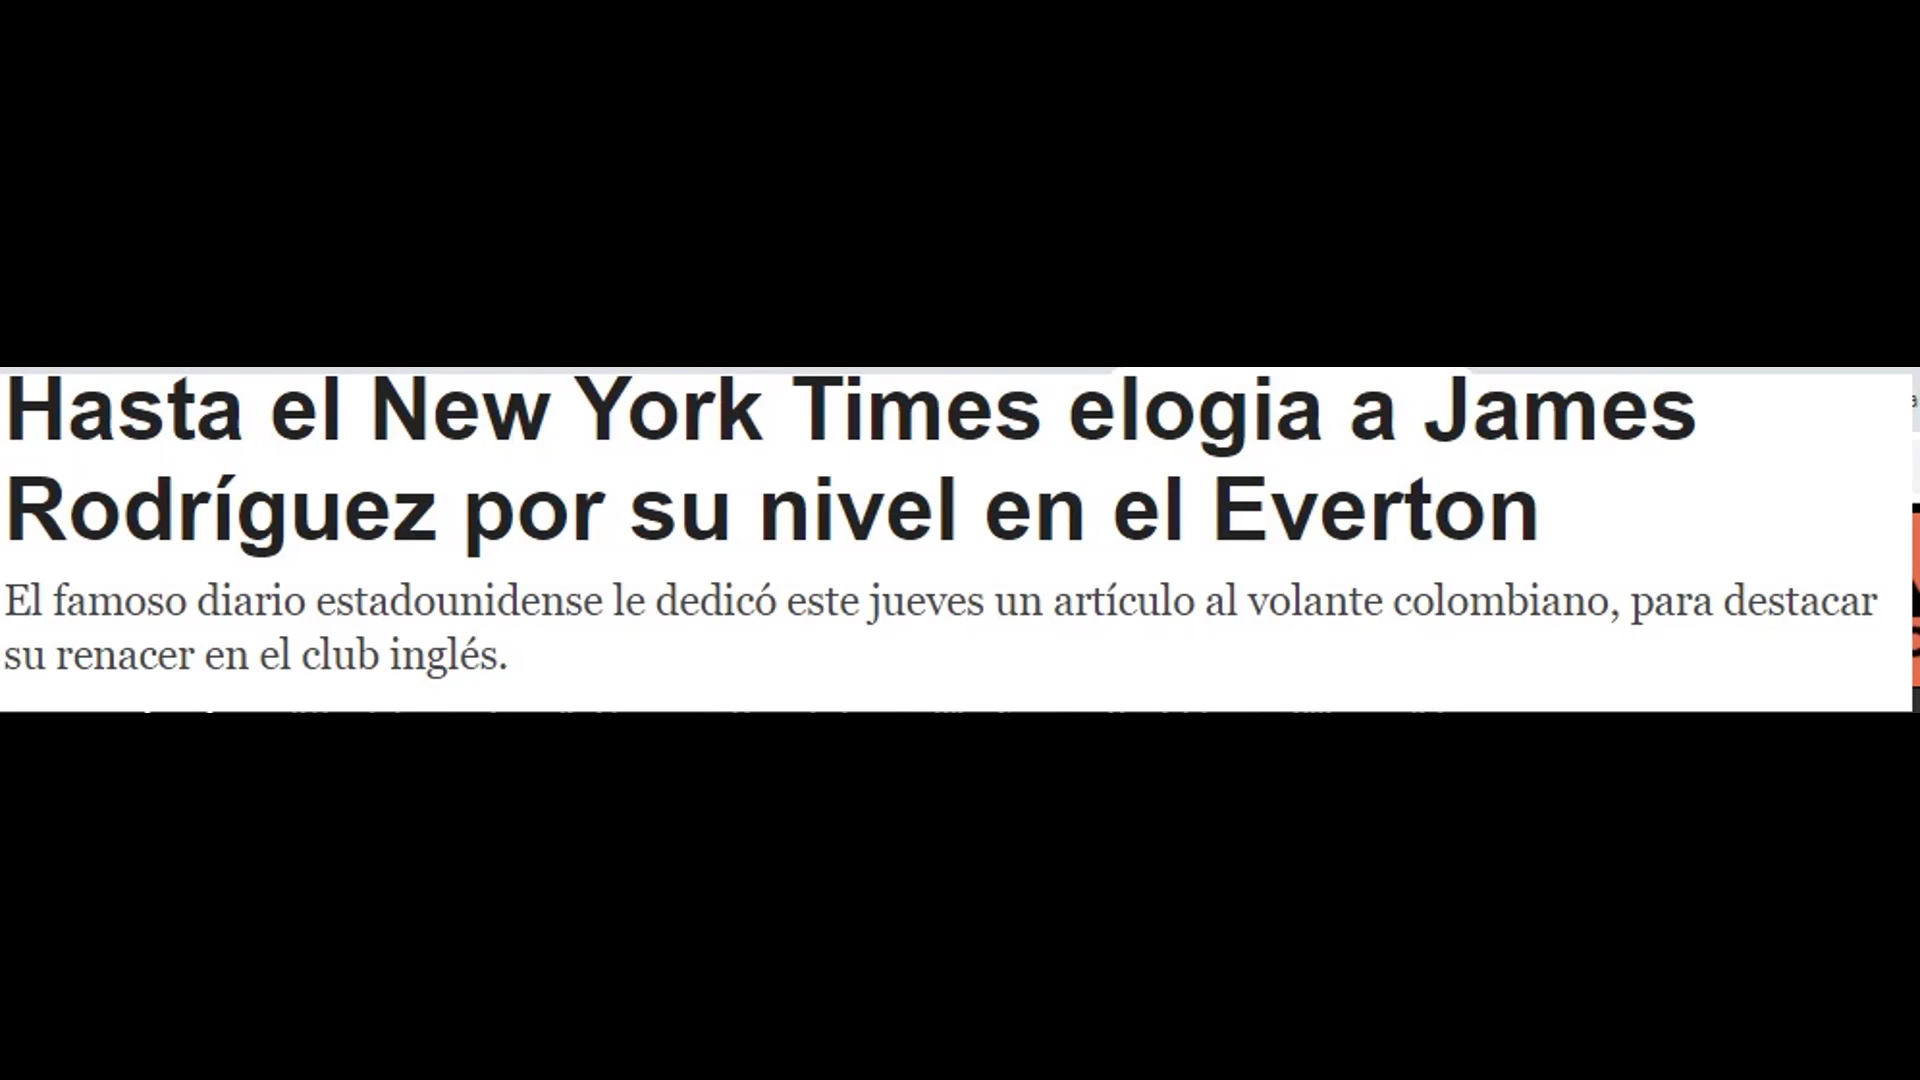 Hasta el New York Times elogia a James
Rodríguez por su nivel en el Everton
El famoso diario estadounidense le dedicó este jueves un artículo al volante colombiano, para destacar
su renacer en el club inglés.